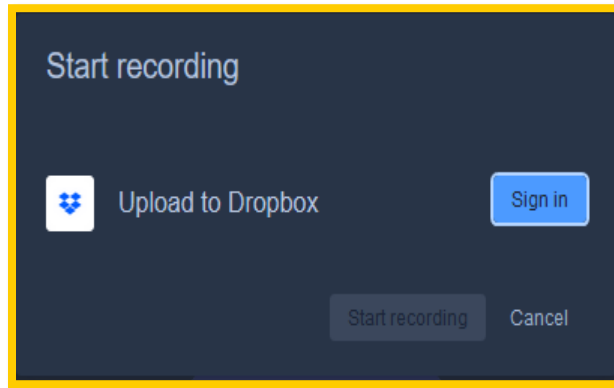 Start recording
Upload to Dropbox
Sign in
Start recording
Cancel